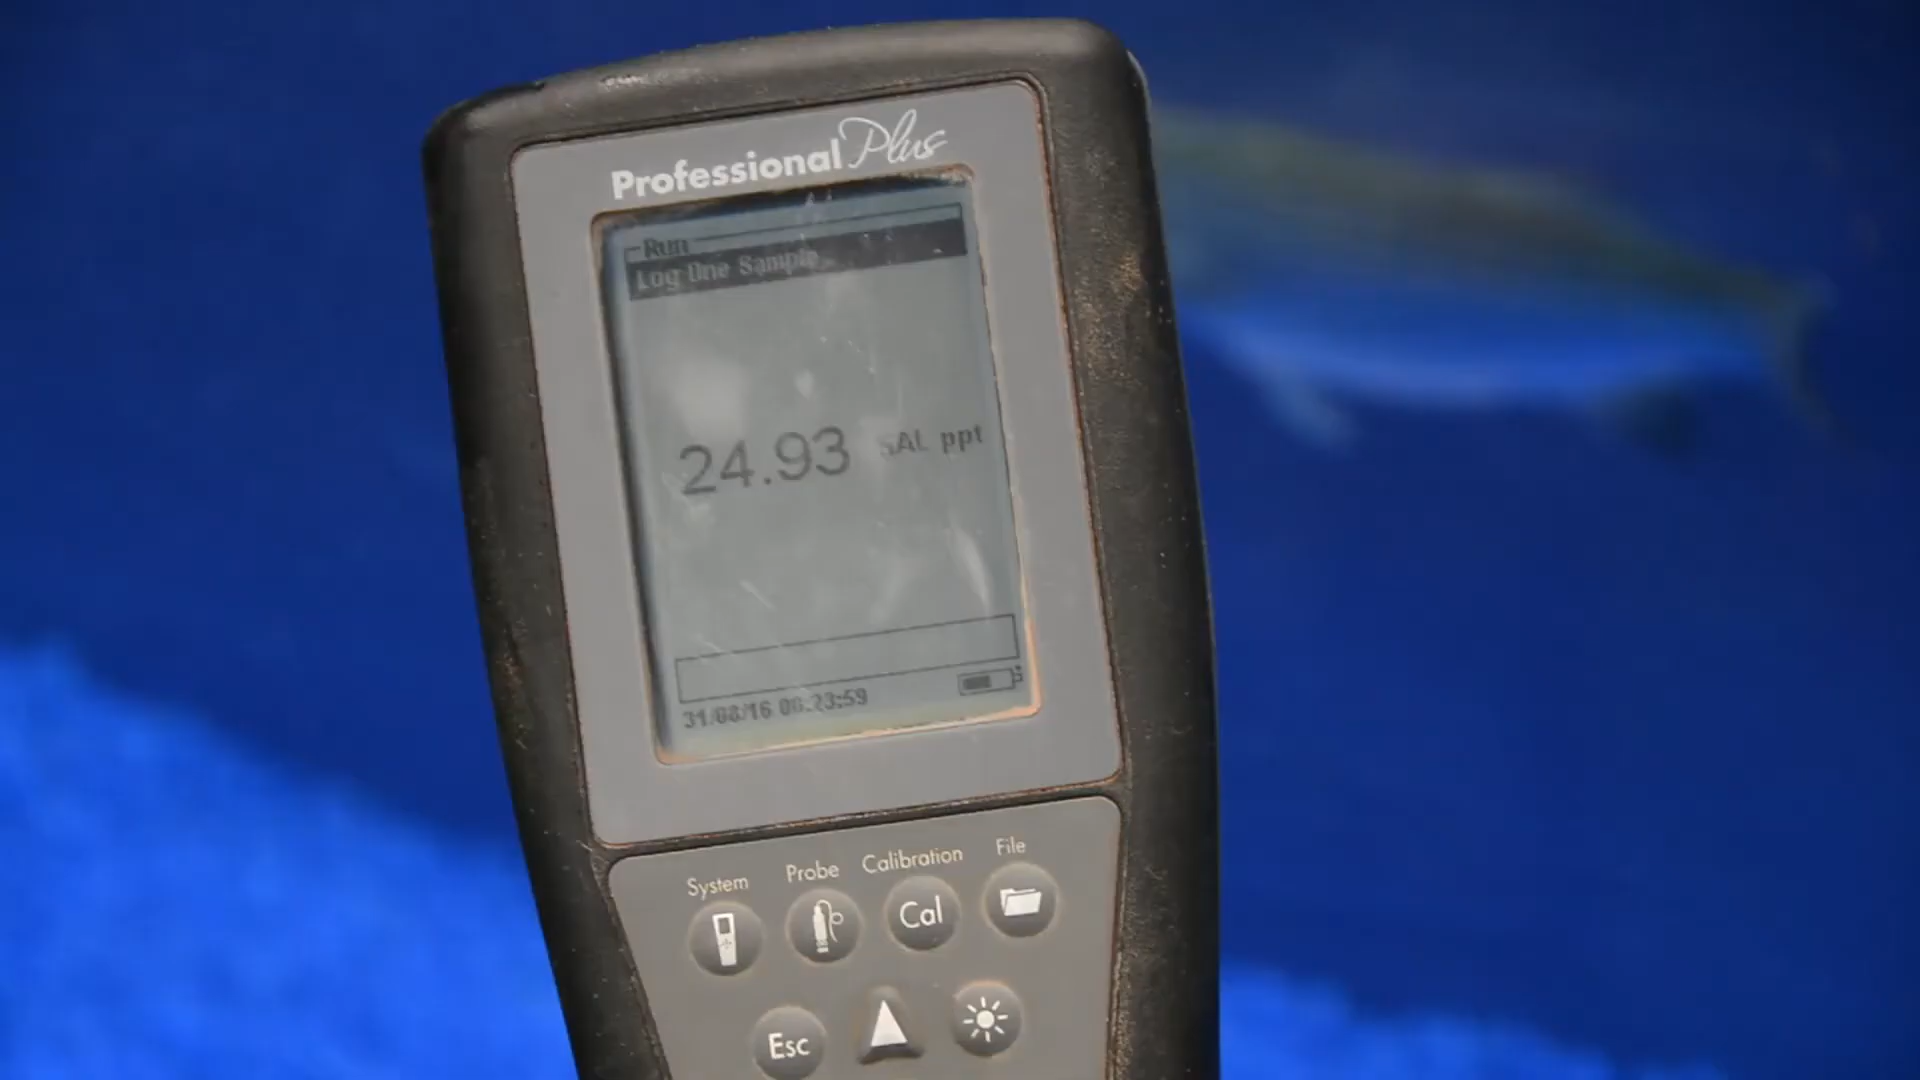 Professional Plus
Run
Log One Sample
24.93 SAL ppt
31/08/16
System Probe Calibration File
Cal
Esc